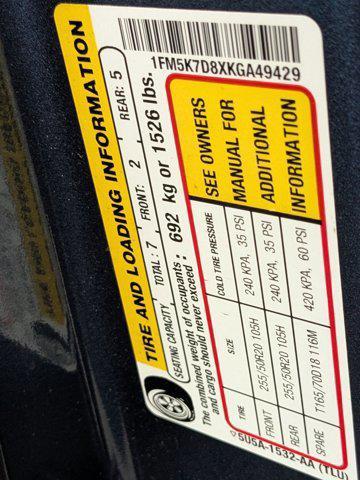 1FM5K7D8XKGA49429
TIRE AND LOADING INFORMATION
SEATING CAPACITY TOTAL: 7 FRONT: 2 REAR: 5
The combined weight of occupants and cargo should never exceed: 692 kg or 1526 lbs.
TIRE SIZE COLD TIRE PRESSURE
FRONT 255/50R20 105H 240 KPA, 35 PSI
REAR 255/50R20 105H 240 KPA, 35 PSI
SPARE T165/70D18 116M 420 KPA, 60 PSI
SEE OWNERS
MANUAL FOR
ADDITIONAL
INFORMATION
5U5A-1532-AA (TLU)